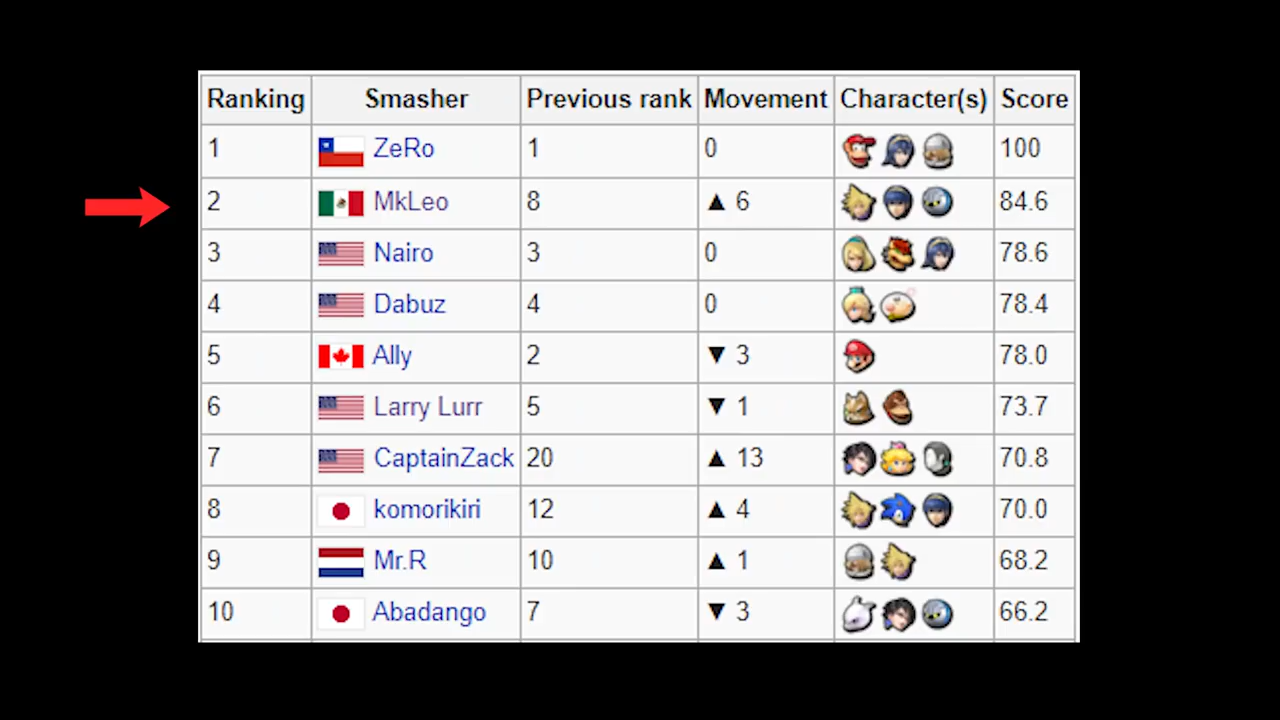 Ranking Smasher Previous rank Movement Character(s) Score
1 ZeRo 1 0 100
2 MkLeo 8 ▲ 6 84.6
3 Nairo 3 0 78.6
4 Dabuz 4 0 78.4
5 Ally 2 ▼ 3 78.0
6 Larry Lurr 5 ▼ 1 73.7
7 CaptainZack 20 ▲ 13 70.8
8 komorikiri 12 ▲ 4 70.0
9 Mr.R 10 ▲ 1 68.2
10 Abadango 7 ▼ 3 66.2